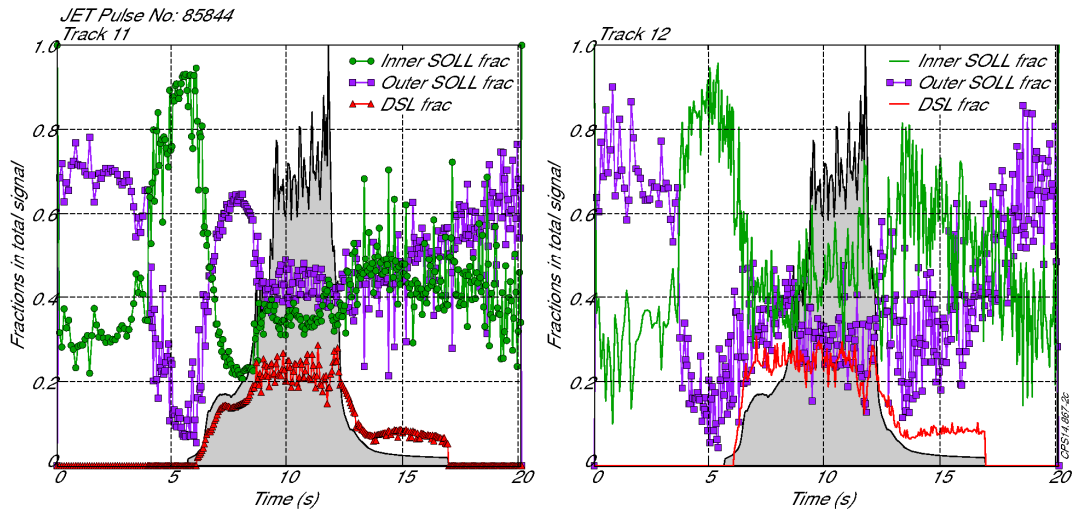 JET Pulse No: 85844
Track 11
Inner SOLL frac
Outer SOLL frac
DSL frac
Fractions in total signal
1.0
0.8
0.6
0.4
0.2
0
0 5 10 15 20
Time (s)
Track 12
Inner SOLL frac
Outer SOLL frac
DSL frac
Fractions in total signal
1.0
0.8
0.6
0.4
0.2
0
0 5 10 15 20
Time (s)
CPS14.867-2c